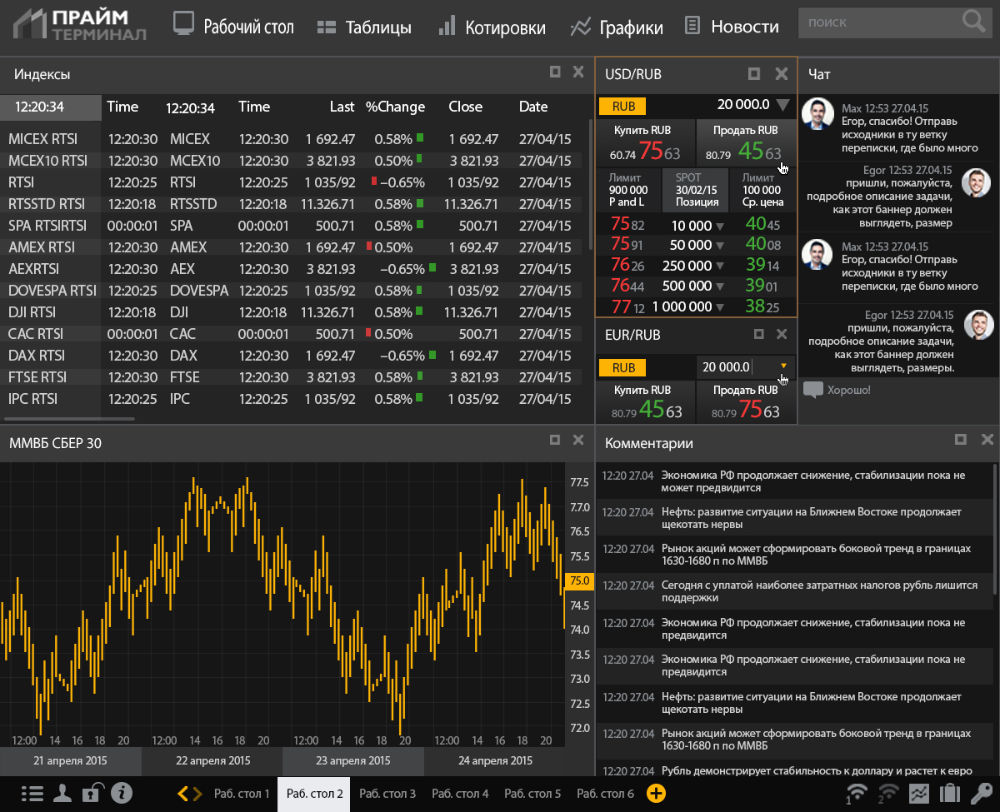 ПРАЙМ
ТЕРМИНАЛ
Рабочий стол
Таблицы
Котировки
Графики
Новости
поиск
Индексы
12:20:34 Time 12:20:34 Time Last %Change Close Date
MICEX RTSI 12:20:30 MICEX 12:20:30 1 692.47 0.58% 1 692.47 27/04/15
MCEX10 RTSI 12:20:30 MCEX10 12:20:30 3 821.93 0.50% 3 821.93 27/04/15
RTSI 12:20:25 RTSI 12:20:25 1 035/92 −0.65% 1 035/92 27/04/15
RTSSTD RTSI 12:20:18 RTSSTD 12:20:18 11.326.71 0.58% 11.326.71 27/04/15
SPA RTSIRTSI 00:00:01 SPA 00:00:01 500.71 0.58% 500.71 27/04/15
AMEX RTSI 12:20:30 AMEX 12:20:30 1 692.47 0.50% 1 692.47 27/04/15
AEXRTSI 12:20:30 AEX 12:20:30 3 821.93 −0.65% 3 821.93 27/04/15
DOVESPA RTSI 12:20:25 DOVESPA 12:20:25 1 035/92 0.58% 1 035/92 27/04/15
DJI RTSI 12:20:18 DJI 12:20:18 11.361.71 0.58% 11.326.71 27/04/15
CAC RTSI 00:00:01 CAC 00:00:01 500.71 0.50% 500.71 27/04/15
DAX RTSI 12:20:30 DAX 12:20:30 1 692.47 −0.65% 1 692.47 27/04/15
FTSE RTSI 12:20:30 FTSE 12:20:30 3 821.93 0.58% 3 821.93 27/04/15
IPC RTSI 12:20:25 IPC 12:20:25 1 035/92 0.58% 1 035/92 27/04/15
USD/RUB
RUB 20 000.0
Купить RUB Продать RUB
60.74 7563 80.79 4563
Лимит SPOT Лимит
900 000 30/02/15 100 000
P and L Позиция Ср. цена
7582 10 000 4045
7591 50 000 4008
7626 250 000 3914
7644 500 000 3901
7712 1 000 000 3825
EUR/RUB
RUB 20 000.0
Купить RUB Продать RUB
80.79 4563 80.79 7563
Чат
Max 12:53 27.04.15
Егор, спасибо! Отправь
исходники в ту ветку
переписки, где было много
Egor 12:53 27.04.15
пришли, пожалуйста,
подробное описание задачи,
как этот баннер должен
выглядеть, размер
Max 12:53 27.04.15
Егор, спасибо! Отправь
исходники в ту ветку
переписки, где было много
Egor 12:53 27.04.15
пришли, пожалуйста,
подробное описание задачи,
как этот баннер должен
выглядеть, размеры.
Хорошо!
ММВБ СБЕР 30
77.5
77.0
76.5
75.5
75.0
74.5
74.0
73.5
73.0
72.5
72.0
12:00 14 16 18 20 12:00 14 16 18 20 12:00 14 16 18 20 12:00 14 16 18 20
21 апреля 2015 22 апреля 2015 23 апреля 2015 24 апреля 2015
Комментарии
12:20 27.04 Экономика РФ продолжает снижение, стабилизации пока не
может предвидится
12:20 27.04 Нефть: развитие ситуации на Ближнем Востоке продолжает
щекотать нервы
12:20 27.04 Рынок акций может сформировать боковой тренд в границах
1630-1680 п по ММВБ
12:20 27.04 Сегодня с уплатой наиболее затратных налогов рубль лишится
поддержки
12:20 27.04 Экономика РФ продолжает снижение, стабилизации пока не
предвидится
12:20 27.04 Экономика РФ продолжает снижение, стабилизации пока не
предвидится
12:20 27.04 Нефть: развитие ситуации на Ближнем Востоке продолжает
щекотать нервы
12:20 27.04 Рынок акций может сформировать боковой тренд в границах
1630-1680 п по ММВБ
12:20 27.04 Рубль демонстрирует стабильность к доллару и растет к евро
Раб. стол 1 Раб. стол 2 Раб. стол 3 Раб. стол 4 Раб. стол 5 Раб. стол 6
1 2